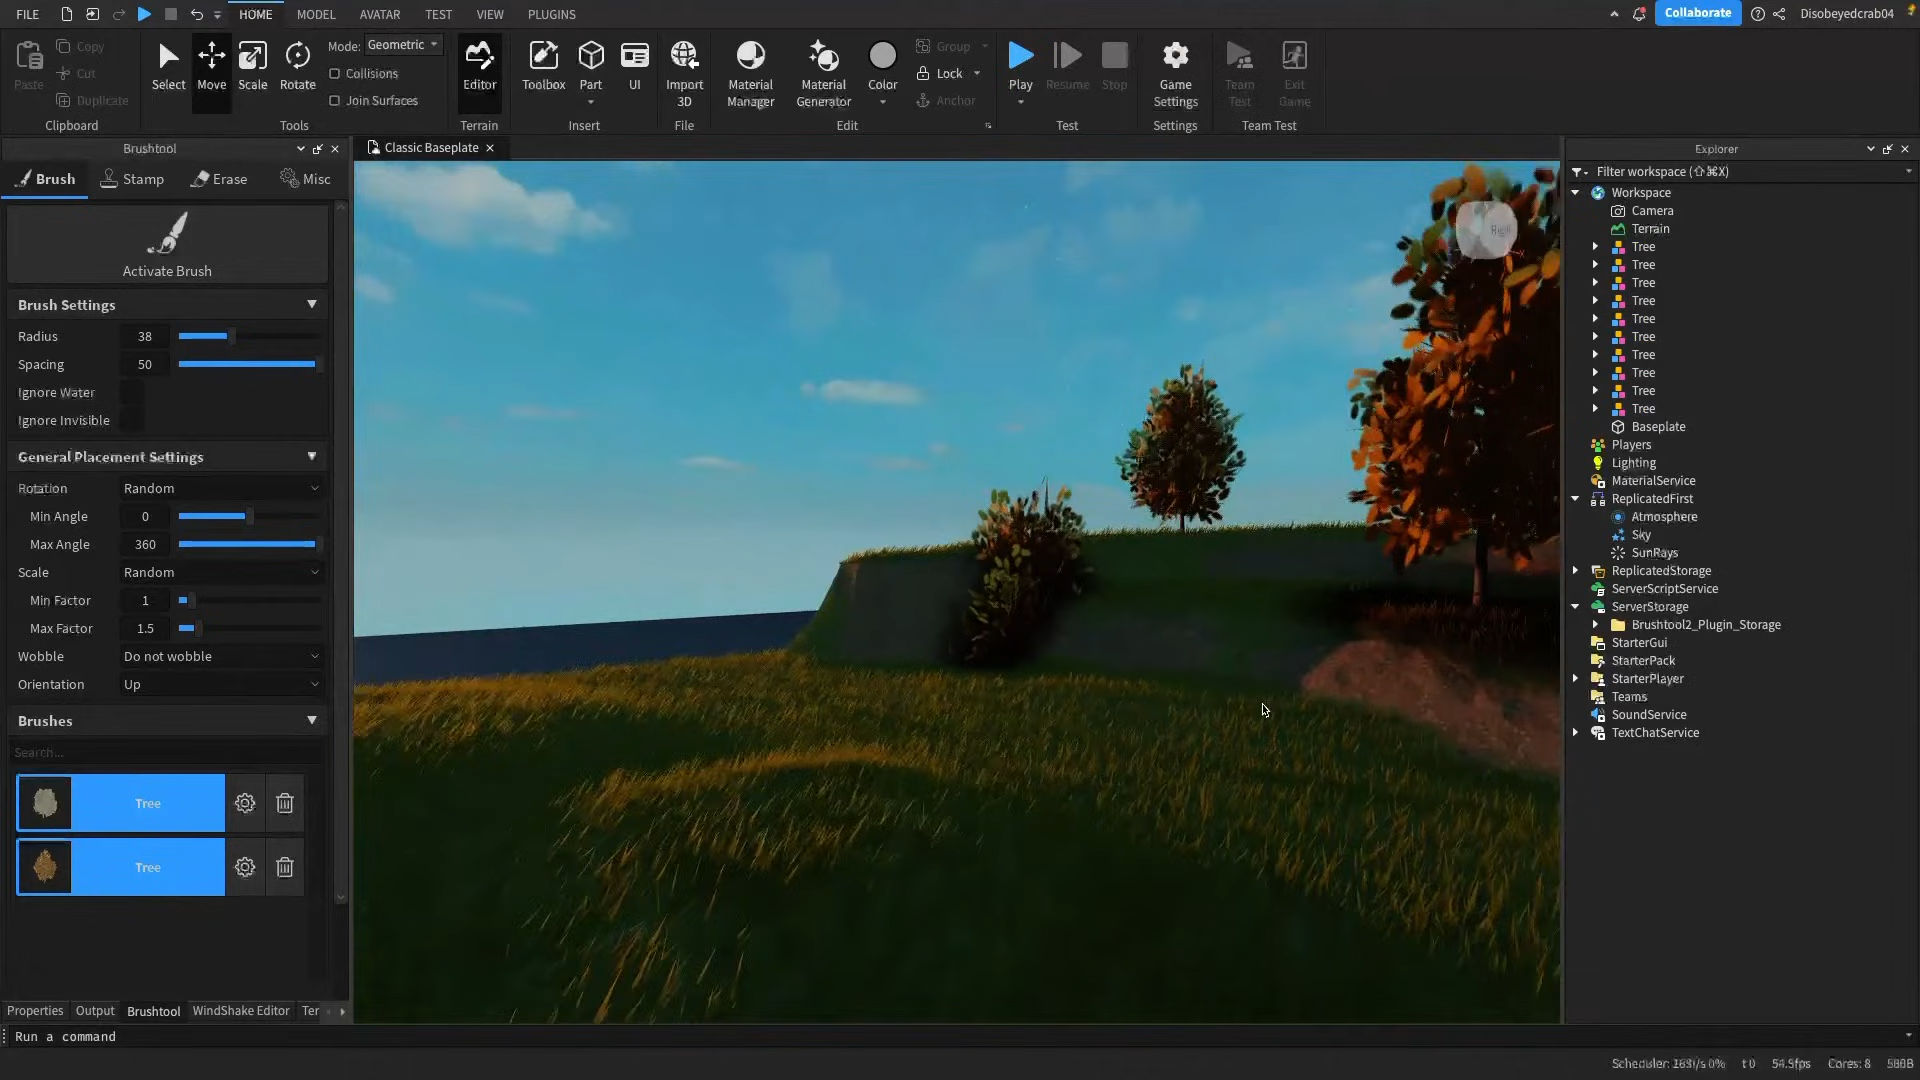 FILE HOME MODEL AVATAR TEST VIEW PLUGINS Collaborate Disobeyedcrab04
Paste Copy Cut Duplicate Clipboard
Select Move Scale Rotate Mode: Geometric Collisions Join Surfaces Tools
Editor Terrain
Toolbox Part UI Insert
Import 3D File
Material Manager Material Generator Color Group Lock Anchor Edit
Play Resume Stop Test
Game Settings Settings
Team Test Exit Game Team Test
Brushtool
Brush Stamp Erase Misc
Activate Brush
Brush Settings
Radius 38
Spacing 50
Ignore Water
Ignore Invisible
General Placement Settings
Rotation Random
Min Angle 0
Max Angle 360
Scale Random
Min Factor 1
Max Factor 1.5
Wobble Do not wobble
Orientation Up
Brushes
Search...
Tree
Tree
Properties Output Brushtool WindShake Editor Ter
Classic Baseplate
Right
Explorer
Filter workspace (⇧⌘X)
Workspace
Camera
Terrain
Tree
Tree
Tree
Tree
Tree
Tree
Tree
Tree
Tree
Tree
Baseplate
Players
Lighting
MaterialService
ReplicatedFirst
Atmosphere
Sky
SunRays
ReplicatedStorage
ServerScriptService
ServerStorage
Brushtool2_Plugin_Storage
StarterGui
StarterPack
StarterPlayer
Teams
SoundService
TextChatService
Run a command
Scheduler: t0 Cores: 8